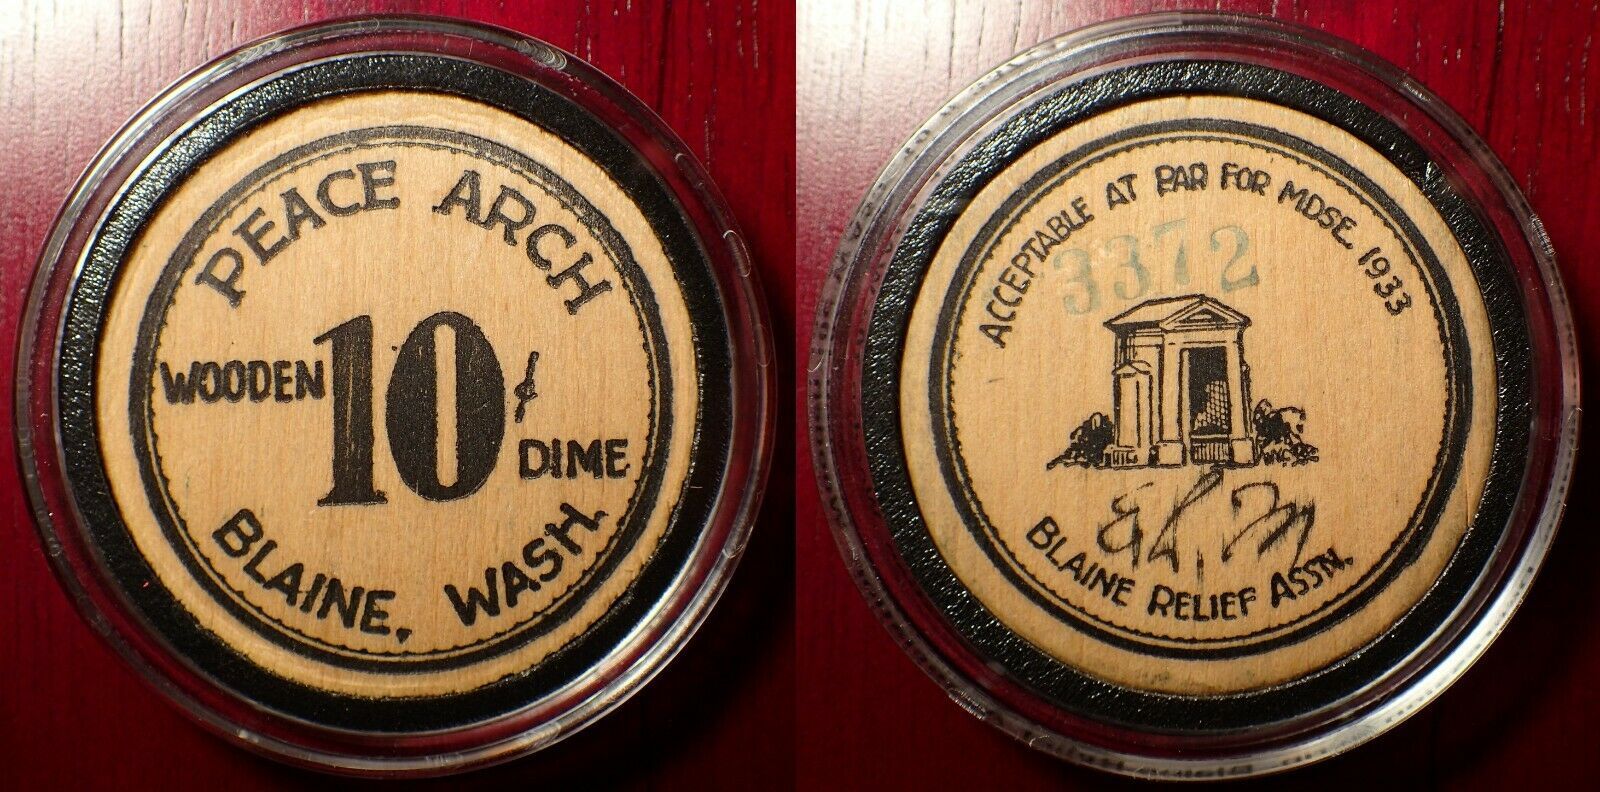 PEACE ARCH
WOODEN 10¢ DIME
BLAINE, WASH.
ACCEPTABLE AT PAR FOR MDSE. 1933
3372
BLAINE RELIEF ASSN.